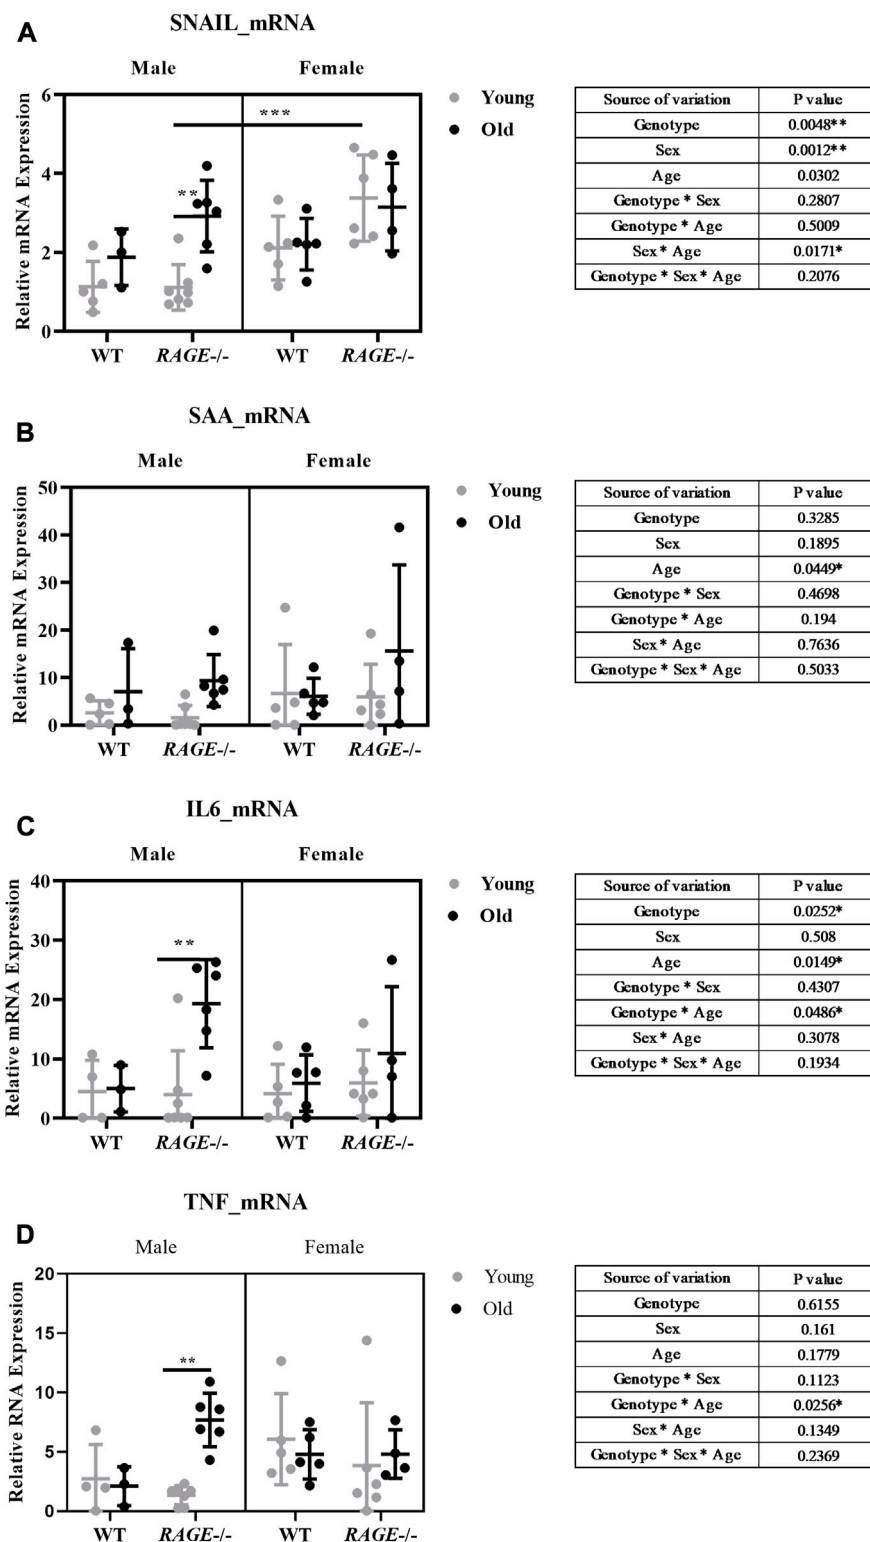 A
SNAIL_mRNA
Male Female
Young
Old
Relative mRNA Expression
6
4
2
0
***
**
WT RAGE-/- WT RAGE-/-
Source of variation P value
Genotype 0.0048**
Sex 0.0012**
Age 0.0302
Genotype * Sex 0.2807
Genotype * Age 0.5009
Sex * Age 0.0171*
Genotype * Sex * Age 0.2076
B
SAA_mRNA
Male Female
Young
Old
Relative mRNA Expression
50
40
30
20
10
0
WT RAGE-/- WT RAGE-/-
Source of variation P value
Genotype 0.3285
Sex 0.1895
Age 0.0449*
Genotype * Sex 0.4698
Genotype * Age 0.194
Sex * Age 0.7636
Genotype * Sex * Age 0.5033
C
IL6_mRNA
Male Female
Young
Old
Relative mRNA Expression
40
30
20
10
0
**
WT RAGE-/- WT RAGE-/-
Source of variation P value
Genotype 0.0252*
Sex 0.508
Age 0.0149*
Genotype * Sex 0.4307
Genotype * Age 0.0486*
Sex * Age 0.3078
Genotype * Sex * Age 0.1934
D
TNF_mRNA
Male Female
Young
Old
Relative RNA Expression
20
15
10
5
0
**
WT RAGE-/- WT RAGE-/-
Source of variation P value
Genotype 0.6155
Sex 0.161
Age 0.1779
Genotype * Sex 0.1123
Genotype * Age 0.0256*
Sex * Age 0.1349
Genotype * Sex * Age 0.2369